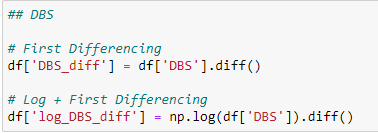 ## DBS
# First Differencing
df['DBS_diff'] = df['DBS'].diff()
# Log + First Differencing
df['log_DBS_diff'] = np.log(df['DBS']).diff()